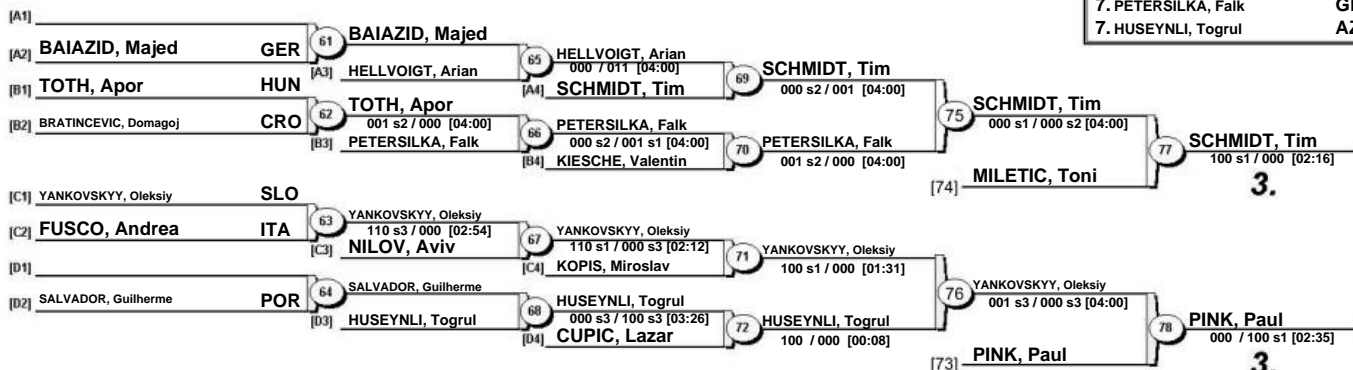 7. PETERSILKA, Falk
7. HUSEYNLI, Togrul
[A1]
[A2] BAIAZID, Majed GER
61
BAIAZID, Majed
[A3] HELLVOIGT, Arian
65
HELLVOIGT, Arian
000 / 011 [04:00]
[A4] SCHMIDT, Tim
69
SCHMIDT, Tim
000 s2 / 001 [04:00]
[B1] TOTH, Apor HUN
[B2] BRATINCEVIC, Domagoj CRO
62
TOTH, Apor
001 s2 / 000 [04:00]
[B3] PETERSILKA, Falk
66
PETERSILKA, Falk
000 s2 / 001 s1 [04:00]
[B4] KIESCHE, Valentin
70
PETERSILKA, Falk
001 s2 / 000 [04:00]
75
SCHMIDT, Tim
000 s1 / 000 s2 [04:00]
[74] MILETIC, Toni
77
SCHMIDT, Tim
100 s1 / 000 [02:16]
3.
[C1] YANKOVSKYY, Oleksiy SLO
[C2] FUSCO, Andrea ITA
63
YANKOVSKYY, Oleksiy
110 s3 / 000 [02:54]
[C3] NILOV, Aviv
67
YANKOVSKYY, Oleksiy
110 s1 / 000 s3 [02:12]
[C4] KOPIS, Miroslav
71
YANKOVSKYY, Oleksiy
100 s1 / 000 [01:31]
[D1]
[D2] SALVADOR, Guilherme POR
64
SALVADOR, Guilherme
[D3] HUSEYNLI, Togrul
68
HUSEYNLI, Togrul
000 s3 / 100 s3 [03:26]
[D4] CUPIC, Lazar
72
HUSEYNLI, Togrul
100 / 000 [00:08]
76
YANKOVSKYY, Oleksiy
001 s3 / 000 s3 [04:00]
[73] PINK, Paul
78
PINK, Paul
000 / 100 s1 [02:35]
3.